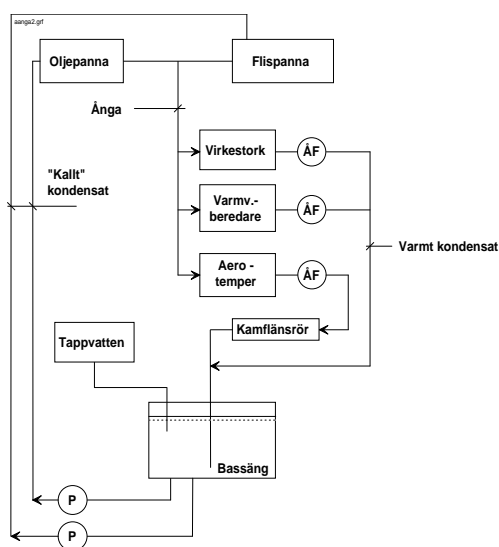 aanga2.grf
Oljepanna
Flispanna
Ånga
Virkestork
ÅF
"Kallt"
kondensat
Varmv.-
beredare
ÅF
Varmt kondensat
Aero -
temper
ÅF
Kamflänsrör
Tappvatten
Bassäng
P
P